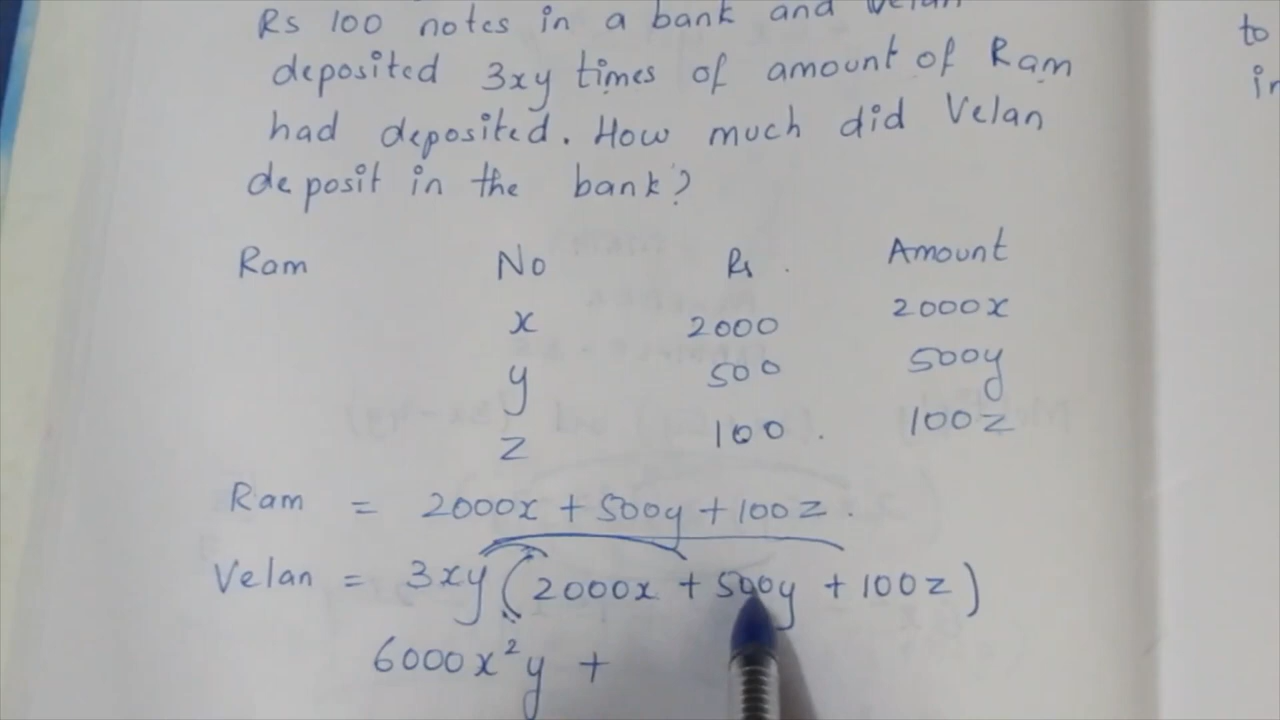 Rs 100 notes in a bank and Velan
deposited 3xy times of amount of Ram to
had deposited. How much did Velan
deposit in the bank?
Ram No Rs. Amount
x 2000 2000x
y 500 500y
z 100. 100z
Ram = 2000x + 500y + 100z.
Velan = 3xy (2000x + 500y + 100z)
6000x²y +